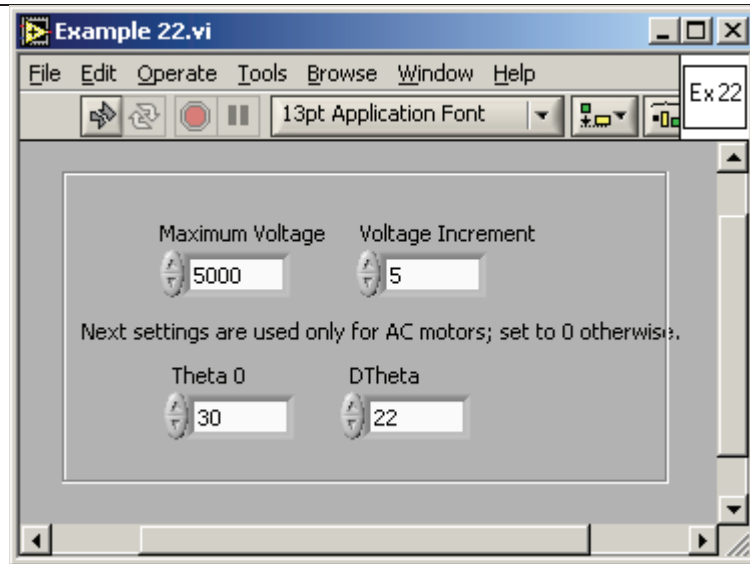 Example 22.vi
File Edit Operate Tools Browse Window Help
Ex 22
13pt Application Font
Maximum Voltage Voltage Increment
5000 5
Next settings are used only for AC motors; set to 0 otherwise.
Theta 0 DTheta
30 22